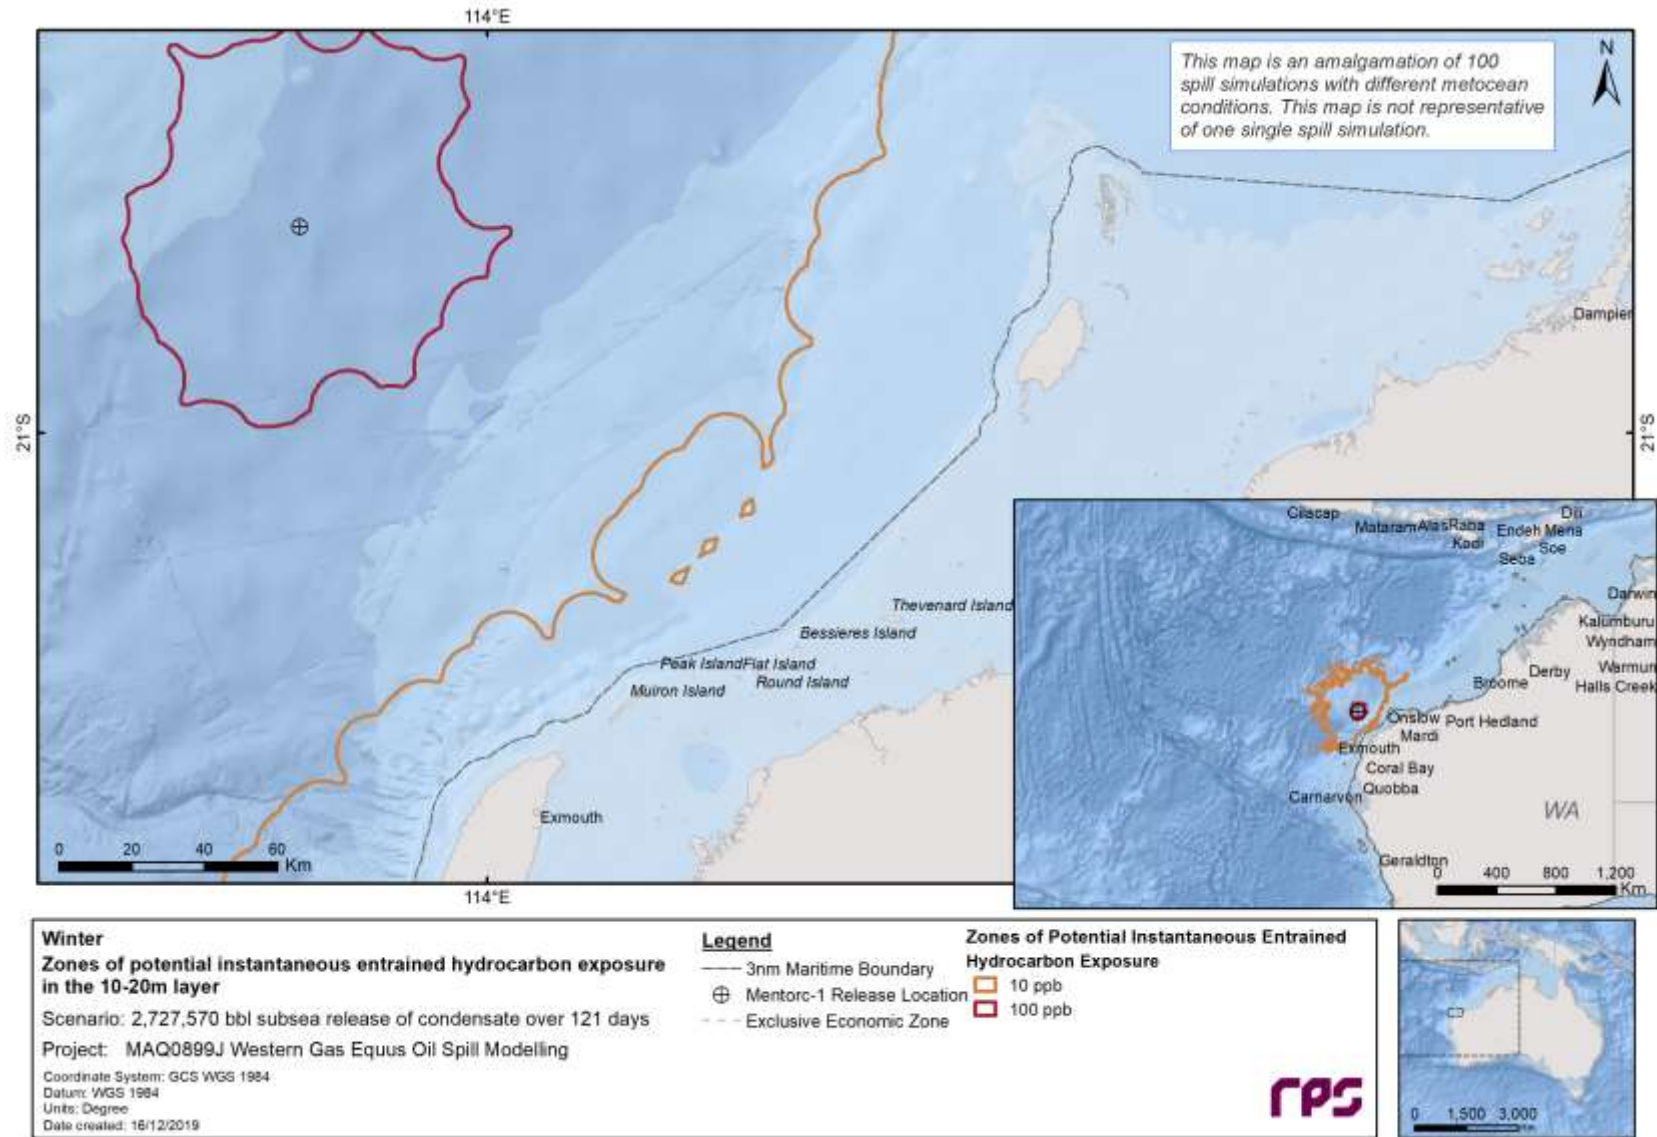 114°E
This map is an amalgamation of 100
spill simulations with different metocean
conditions. This map is not representative
of one single spill simulation.
N
Dampier
21°S
21°S
Thevenard Island
Bessieres Island
Peak Island
Flat Island
Round Island
Muiron Island
Exmouth
0 20 40 60
Km
114°E
Cilacap
Mataram
Alas
Raba
Kodi
Endeh
Mena
Dili
Soe
Seba
Darwin
Kalumburu
Wyndham
Warmun
Halls Creek
Derby
Broome
Port Hedland
Onslow
Mardi
Exmouth
Coral Bay
Quobba
Carnarvon
WA
Geraldton
0 400 800 1,200
Km
Winter
Zones of potential instantaneous entrained hydrocarbon exposure
in the 10-20m layer
Scenario: 2,727,570 bbl subsea release of condensate over 121 days
Project: MAQ0899J Western Gas Equus Oil Spill Modelling
Coordinate System: GCS WGS 1984
Datum: WGS 1984
Units: Degree
Date created: 16/12/2019
Legend
3nm Maritime Boundary
Mentorc-1 Release Location
Exclusive Economic Zone
Zones of Potential Instantaneous Entrained
Hydrocarbon Exposure
10 ppb
100 ppb
rps
0 1,500 3,000